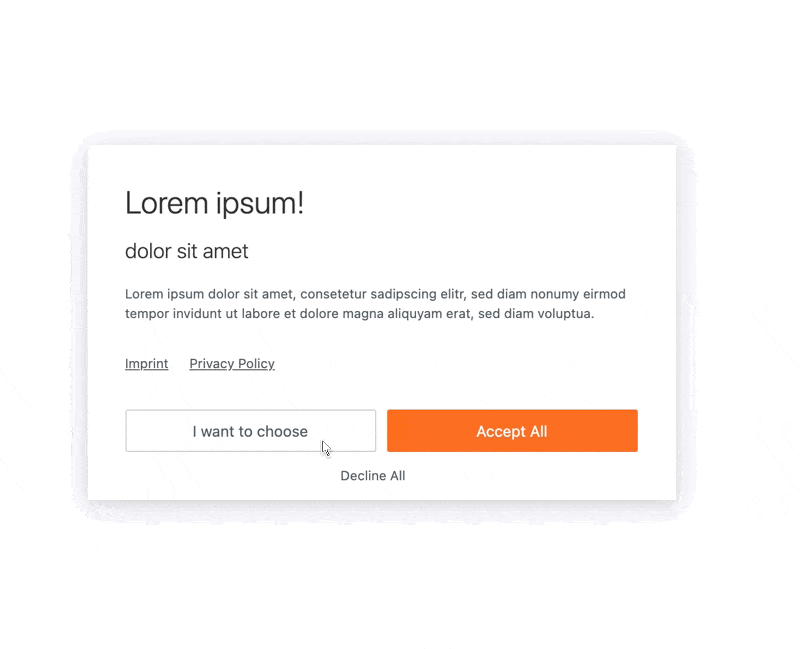 Lorem ipsum!
dolor sit amet
Lorem ipsum dolor sit amet, consetetur sadipscing elitr, sed diam nonumy eirmod
tempor invidunt ut labore et dolore magna aliquyam erat, sed diam voluptua.
Imprint Privacy Policy
I want to choose Accept All
Decline All